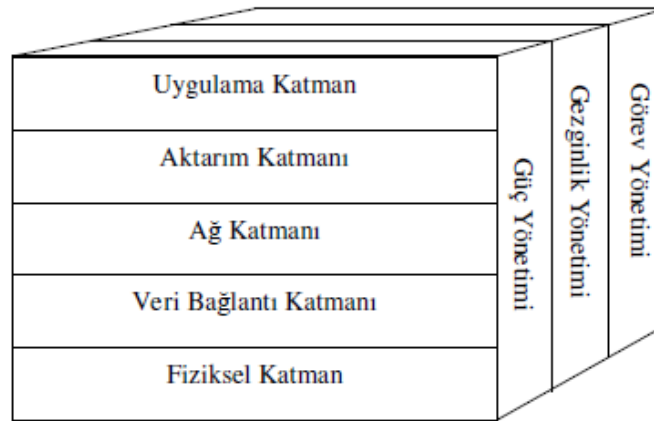 Uygulama Katman
Aktarım Katmanı
Ağ Katmanı
Veri Bağlantı Katmanı
Fiziksel Katman
Güç Yönetimi
Gezginlik Yönetimi
Görev Yönetimi